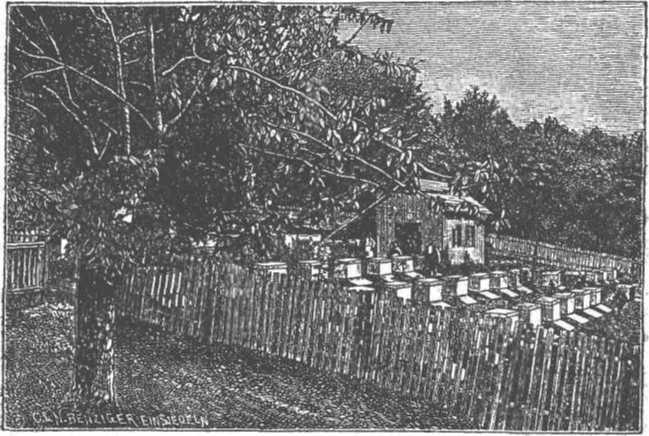 C. & N. BENZIGER EINSIEDELN